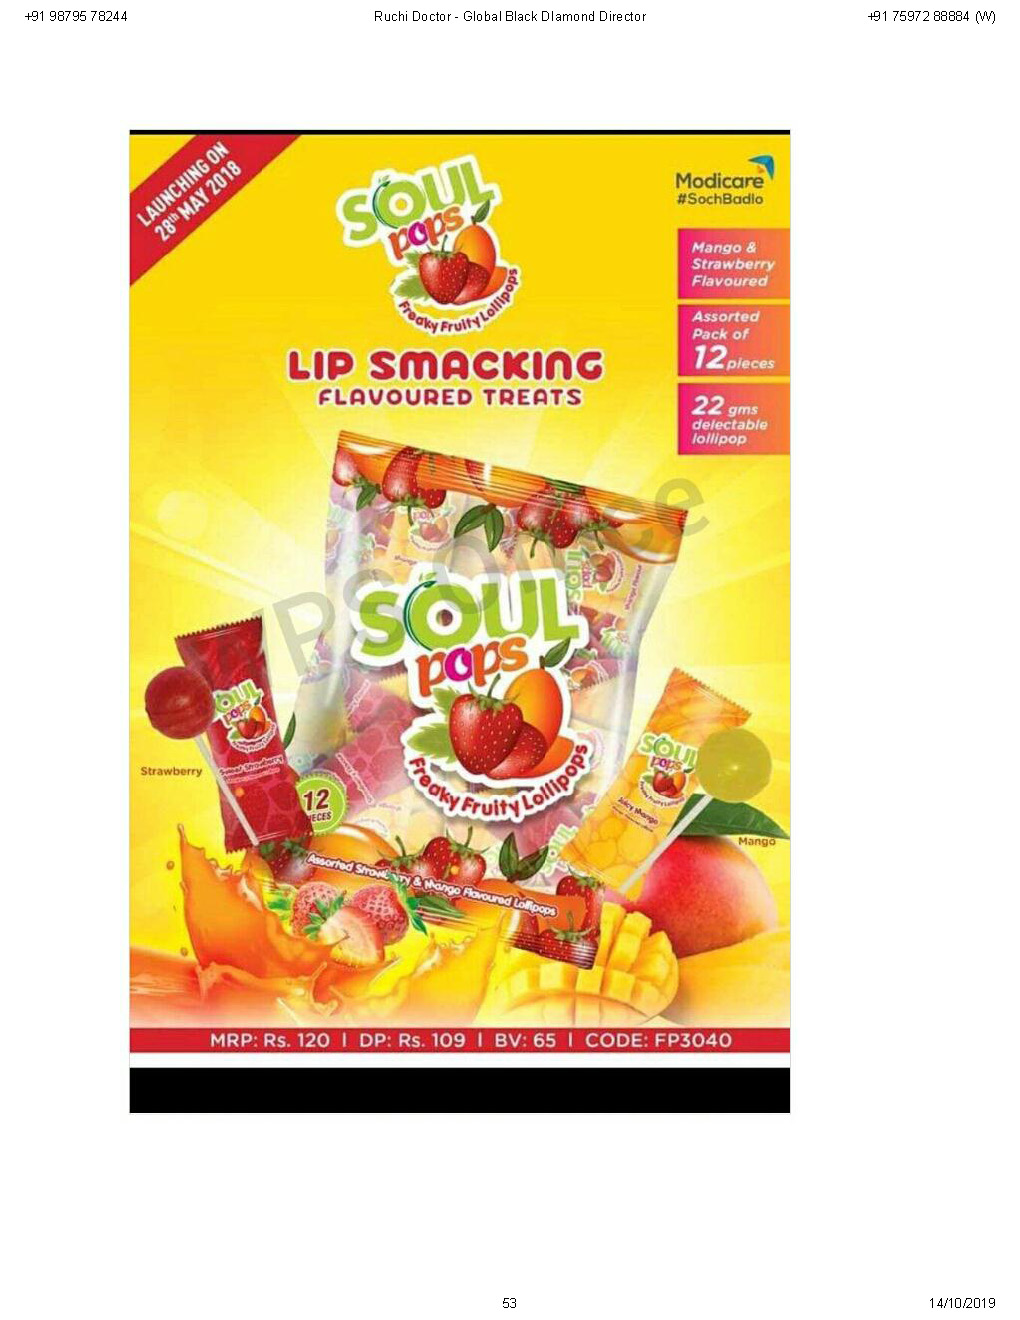 +91 98795 78244
Ruchi Doctor - Global Black DIamond Director
+91 75972 88884 (W)
LAUNCHING ON
28th MAY 2018
SOUL
pops
Freaky Fruity Lollipops
Modicare
#SochBadlo
Mango &
Strawberry
Flavoured
Assorted
Pack of
12 pieces
22 gms
delectable
lollipop
LIP SMACKING
FLAVOURED TREATS
WPS Office
SOUL
pops
Freaky Fruity Lollipops
SOUL
pops
Sweet Strawberry
Strawberry
12
SOUL
pops
Juicy Mango
Mango
Assorted Strawberry & Mango Flavoured Lollipops
MRP: Rs. 120 | DP: Rs. 109 | BV: 65 | CODE: FP3040
53
14/10/2019